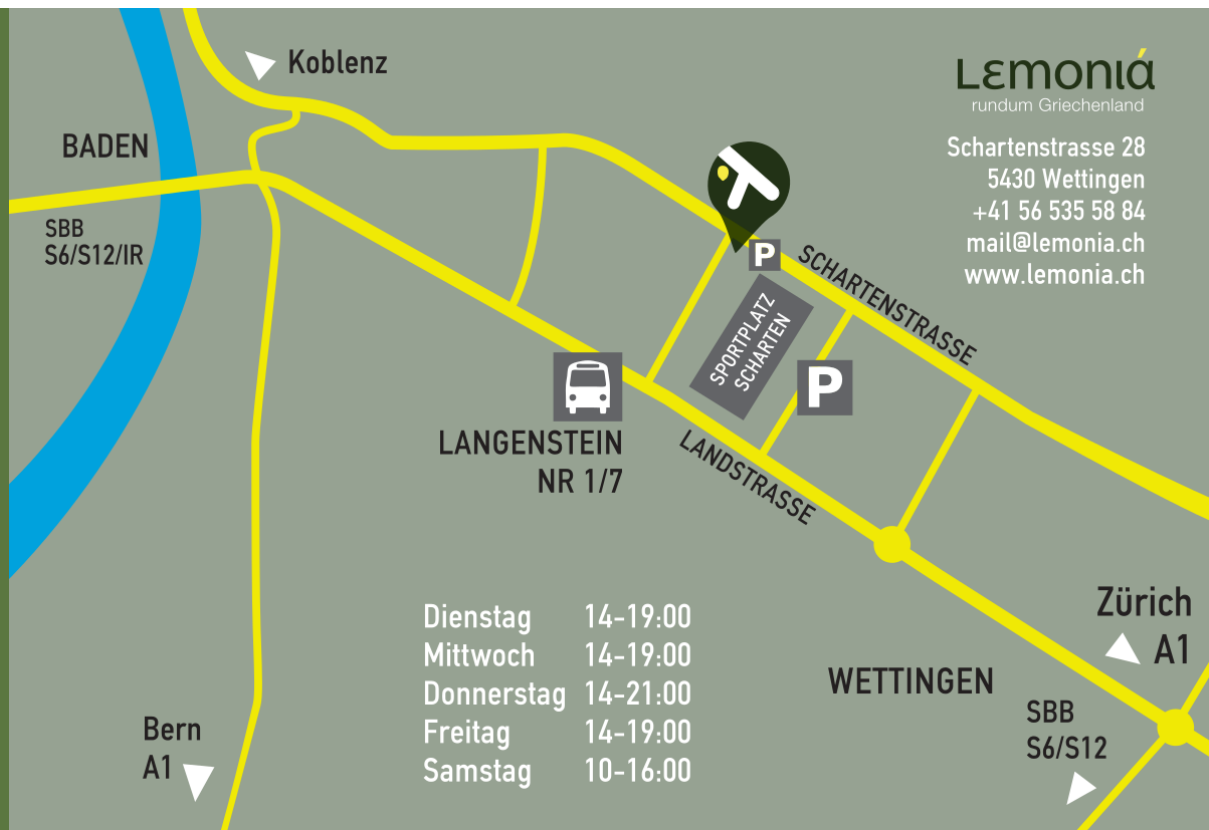 Koblenz
BADEN
SBB
S6/S12/IR
Lemoniá
rundum Griechenland
Schartenstrasse 28
5430 Wettingen
+41 56 535 58 84
mail@lemonia.ch
www.lemonia.ch
P
SCHARTENSTRASSE
SPORTPLATZ
SCHARTEN
P
LANGENSTEIN
NR 1/7
LANDSTRASSE
Dienstag 14-19:00
Mittwoch 14-19:00
Donnerstag 14-21:00
Freitag 14-19:00
Samstag 10-16:00
Zürich
A1
WETTINGEN
SBB
S6/S12
Bern
A1